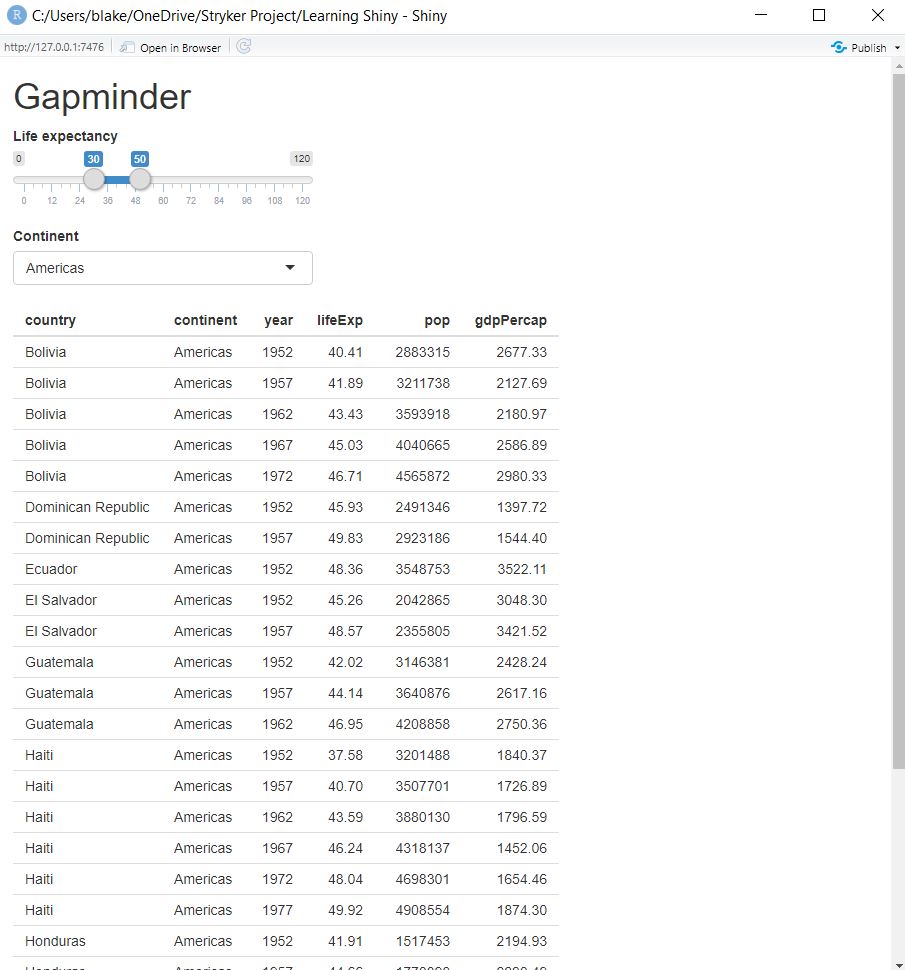 R C:/Users/blake/OneDrive/Stryker Project/Learning Shiny - Shiny
http://127.0.0.1:7476 Open in Browser Publish
Gapminder
Life expectancy
0 30 50 120
0 12 24 36 48 60 72 84 96 108 120
Continent
Americas
country continent year lifeExp pop gdpPercap
Bolivia Americas 1952 40.41 2883315 2677.33
Bolivia Americas 1957 41.89 3211738 2127.69
Bolivia Americas 1962 43.43 3593918 2180.97
Bolivia Americas 1967 45.03 4040665 2586.89
Bolivia Americas 1972 46.71 4565872 2980.33
Dominican Republic Americas 1952 45.93 2491346 1397.72
Dominican Republic Americas 1957 49.83 2923186 1544.40
Ecuador Americas 1952 48.36 3548753 3522.11
El Salvador Americas 1952 45.26 2042865 3048.30
El Salvador Americas 1957 48.57 2355805 3421.52
Guatemala Americas 1952 42.02 3146381 2428.24
Guatemala Americas 1957 44.14 3640876 2617.16
Guatemala Americas 1962 46.95 4208858 2750.36
Haiti Americas 1952 37.58 3201488 1840.37
Haiti Americas 1957 40.70 3507701 1726.89
Haiti Americas 1962 43.59 3880130 1796.59
Haiti Americas 1967 46.24 4318137 1452.06
Haiti Americas 1972 48.04 4698301 1654.46
Haiti Americas 1977 49.92 4908554 1874.30
Honduras Americas 1952 41.91 1517453 2194.93
Honduras Americas 1957